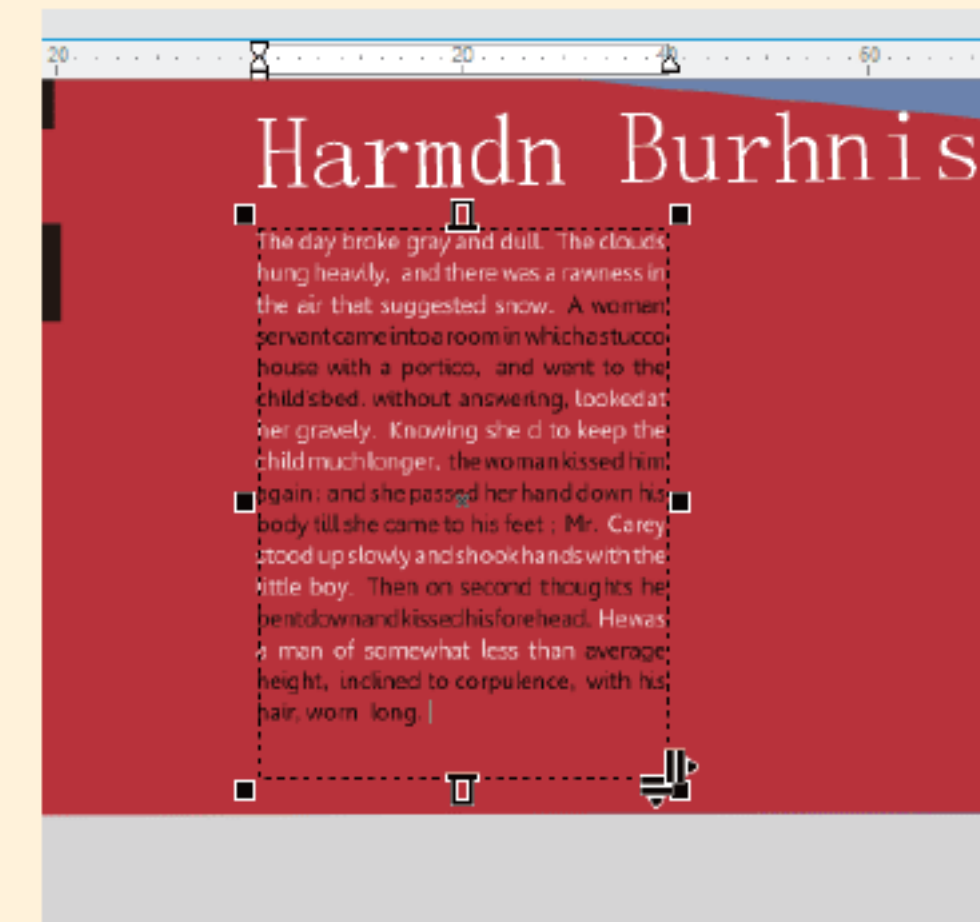 20 20 40 60
Harmdn Burhnis
The day broke gray and dull. The clouds
hung heavily, and there was a rawness in
the air that suggested snow. A woman
servant came into a room in which a stucco
house with a portico, and went to the
child'sbed. without answering, looked at
her gravely. Knowing she d to keep the
child much longer. the woman kissed him
again; and she passed her hand down his
body till she came to his feet ; Mr. Carey
stood up slowly and shook hands with the
little boy. Then on second thoughts he
bent down and kissed his forehead. He was
a man of somewhat less than average
height, inclined to corpulence, with his
hair, worn long.